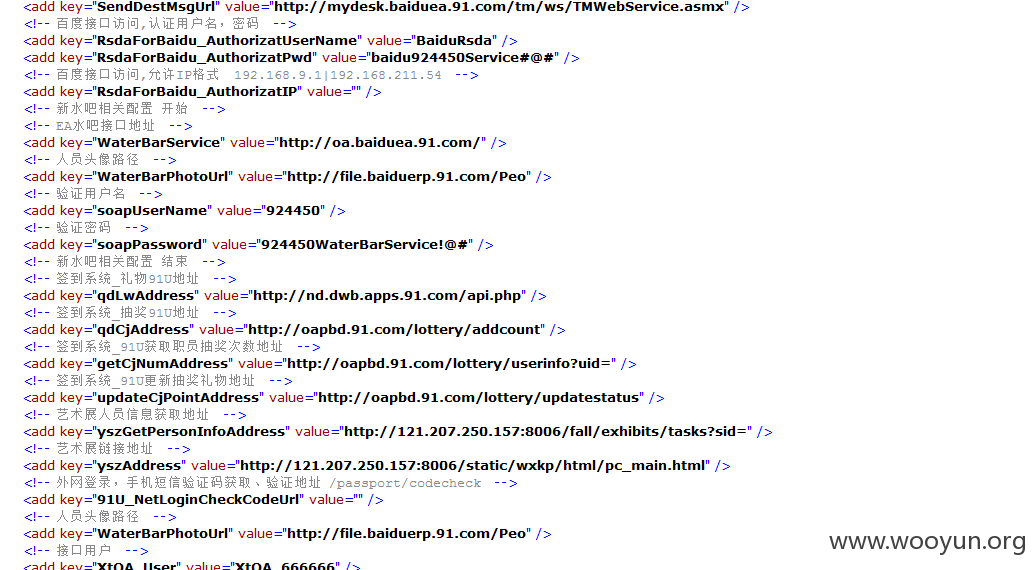 <add key="SendDestMsgUrl" value="http://mydesk.baiduea.91.com/tm/ws/TMWebService.asmx" />
<!-- 百度接口访问,认证用户名，密码 -->
<add key="RsdaForBaidu_AuthorizatUserName" value="BaiduRsda" />
<add key="RsdaForBaidu_AuthorizatPwd" value="baidu924450Service#@#" />
<!-- 百度接口访问,允许IP格式 192.168.9.1|192.168.211.54 -->
<add key="RsdaForBaidu_AuthorizatIP" value="" />
<!-- 新水吧相关配置 开始 -->
<!-- EA水吧接口地址 -->
<add key="WaterBarService" value="http://oa.baiduea.91.com/" />
<!-- 人员头像路径 -->
<add key="WaterBarPhotoUrl" value="http://file.baiduerp.91.com/Peo" />
<!-- 验证用户名 -->
<add key="soapUserName" value="924450" />
<!-- 验证密码 -->
<add key="soapPassword" value="924450WaterBarService!@#" />
<!-- 新水吧相关配置 结束 -->
<!-- 签到系统_礼物91U地址 -->
<add key="qdLwAddress" value="http://nd.dwb.apps.91.com/api.php" />
<!-- 签到系统_抽奖91U地址 -->
<add key="qdCjAddress" value="http://oapbd.91.com/lottery/addcount" />
<!-- 签到系统_91U获取职员抽奖次数地址 -->
<add key="getCjNumAddress" value="http://oapbd.91.com/lottery/userinfo?uid=" />
<!-- 签到系统_91U更新抽奖礼物地址 -->
<add key="updateCjPointAddress" value="http://oapbd.91.com/lottery/updatestatus" />
<!-- 艺术展人员信息获取地址 -->
<add key="yszGetPersonInfoAddress" value="http://121.207.250.157:8006/fall/exhibits/tasks?sid=" />
<!-- 艺术展链接地址 -->
<add key="yszAddress" value="http://121.207.250.157:8006/static/wxkp/html/pc_main.html" />
<!-- 外网登录，手机短信验证码获取、验证地址 /passport/codecheck -->
<add key="91U_NetLoginCheckCodeUrl" value="" />
<!-- 人员头像路径 -->
<add key="WaterBarPhotoUrl" value="http://file.baiduerp.91.com/Peo" />
<!-- 接口用户 -->
<add key="XtOA_User" value="XtOA_666666" />
www.wooyun.org